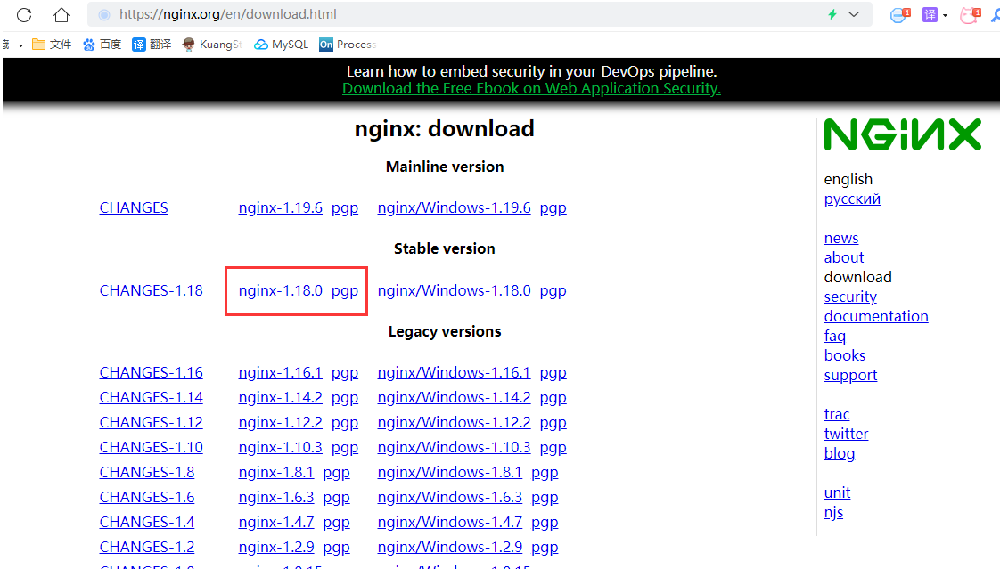 https://nginx.org/en/download.html
1 译 1
藏 文件 百度 译 翻译 KuangSt MySQL On Process
Learn how to embed security in your DevOps pipeline.
Download the Free Ebook on Web Application Security.
nginx: download
Mainline version
CHANGES nginx-1.19.6 pgp nginx/Windows-1.19.6 pgp
Stable version
CHANGES-1.18 nginx-1.18.0 pgp nginx/Windows-1.18.0 pgp
Legacy versions
CHANGES-1.16 nginx-1.16.1 pgp nginx/Windows-1.16.1 pgp
CHANGES-1.14 nginx-1.14.2 pgp nginx/Windows-1.14.2 pgp
CHANGES-1.12 nginx-1.12.2 pgp nginx/Windows-1.12.2 pgp
CHANGES-1.10 nginx-1.10.3 pgp nginx/Windows-1.10.3 pgp
CHANGES-1.8 nginx-1.8.1 pgp nginx/Windows-1.8.1 pgp
CHANGES-1.6 nginx-1.6.3 pgp nginx/Windows-1.6.3 pgp
CHANGES-1.4 nginx-1.4.7 pgp nginx/Windows-1.4.7 pgp
CHANGES-1.2 nginx-1.2.9 pgp nginx/Windows-1.2.9 pgp
NGINX
english
русский
news
about
download
security
documentation
faq
books
support
trac
twitter
blog
unit
njs